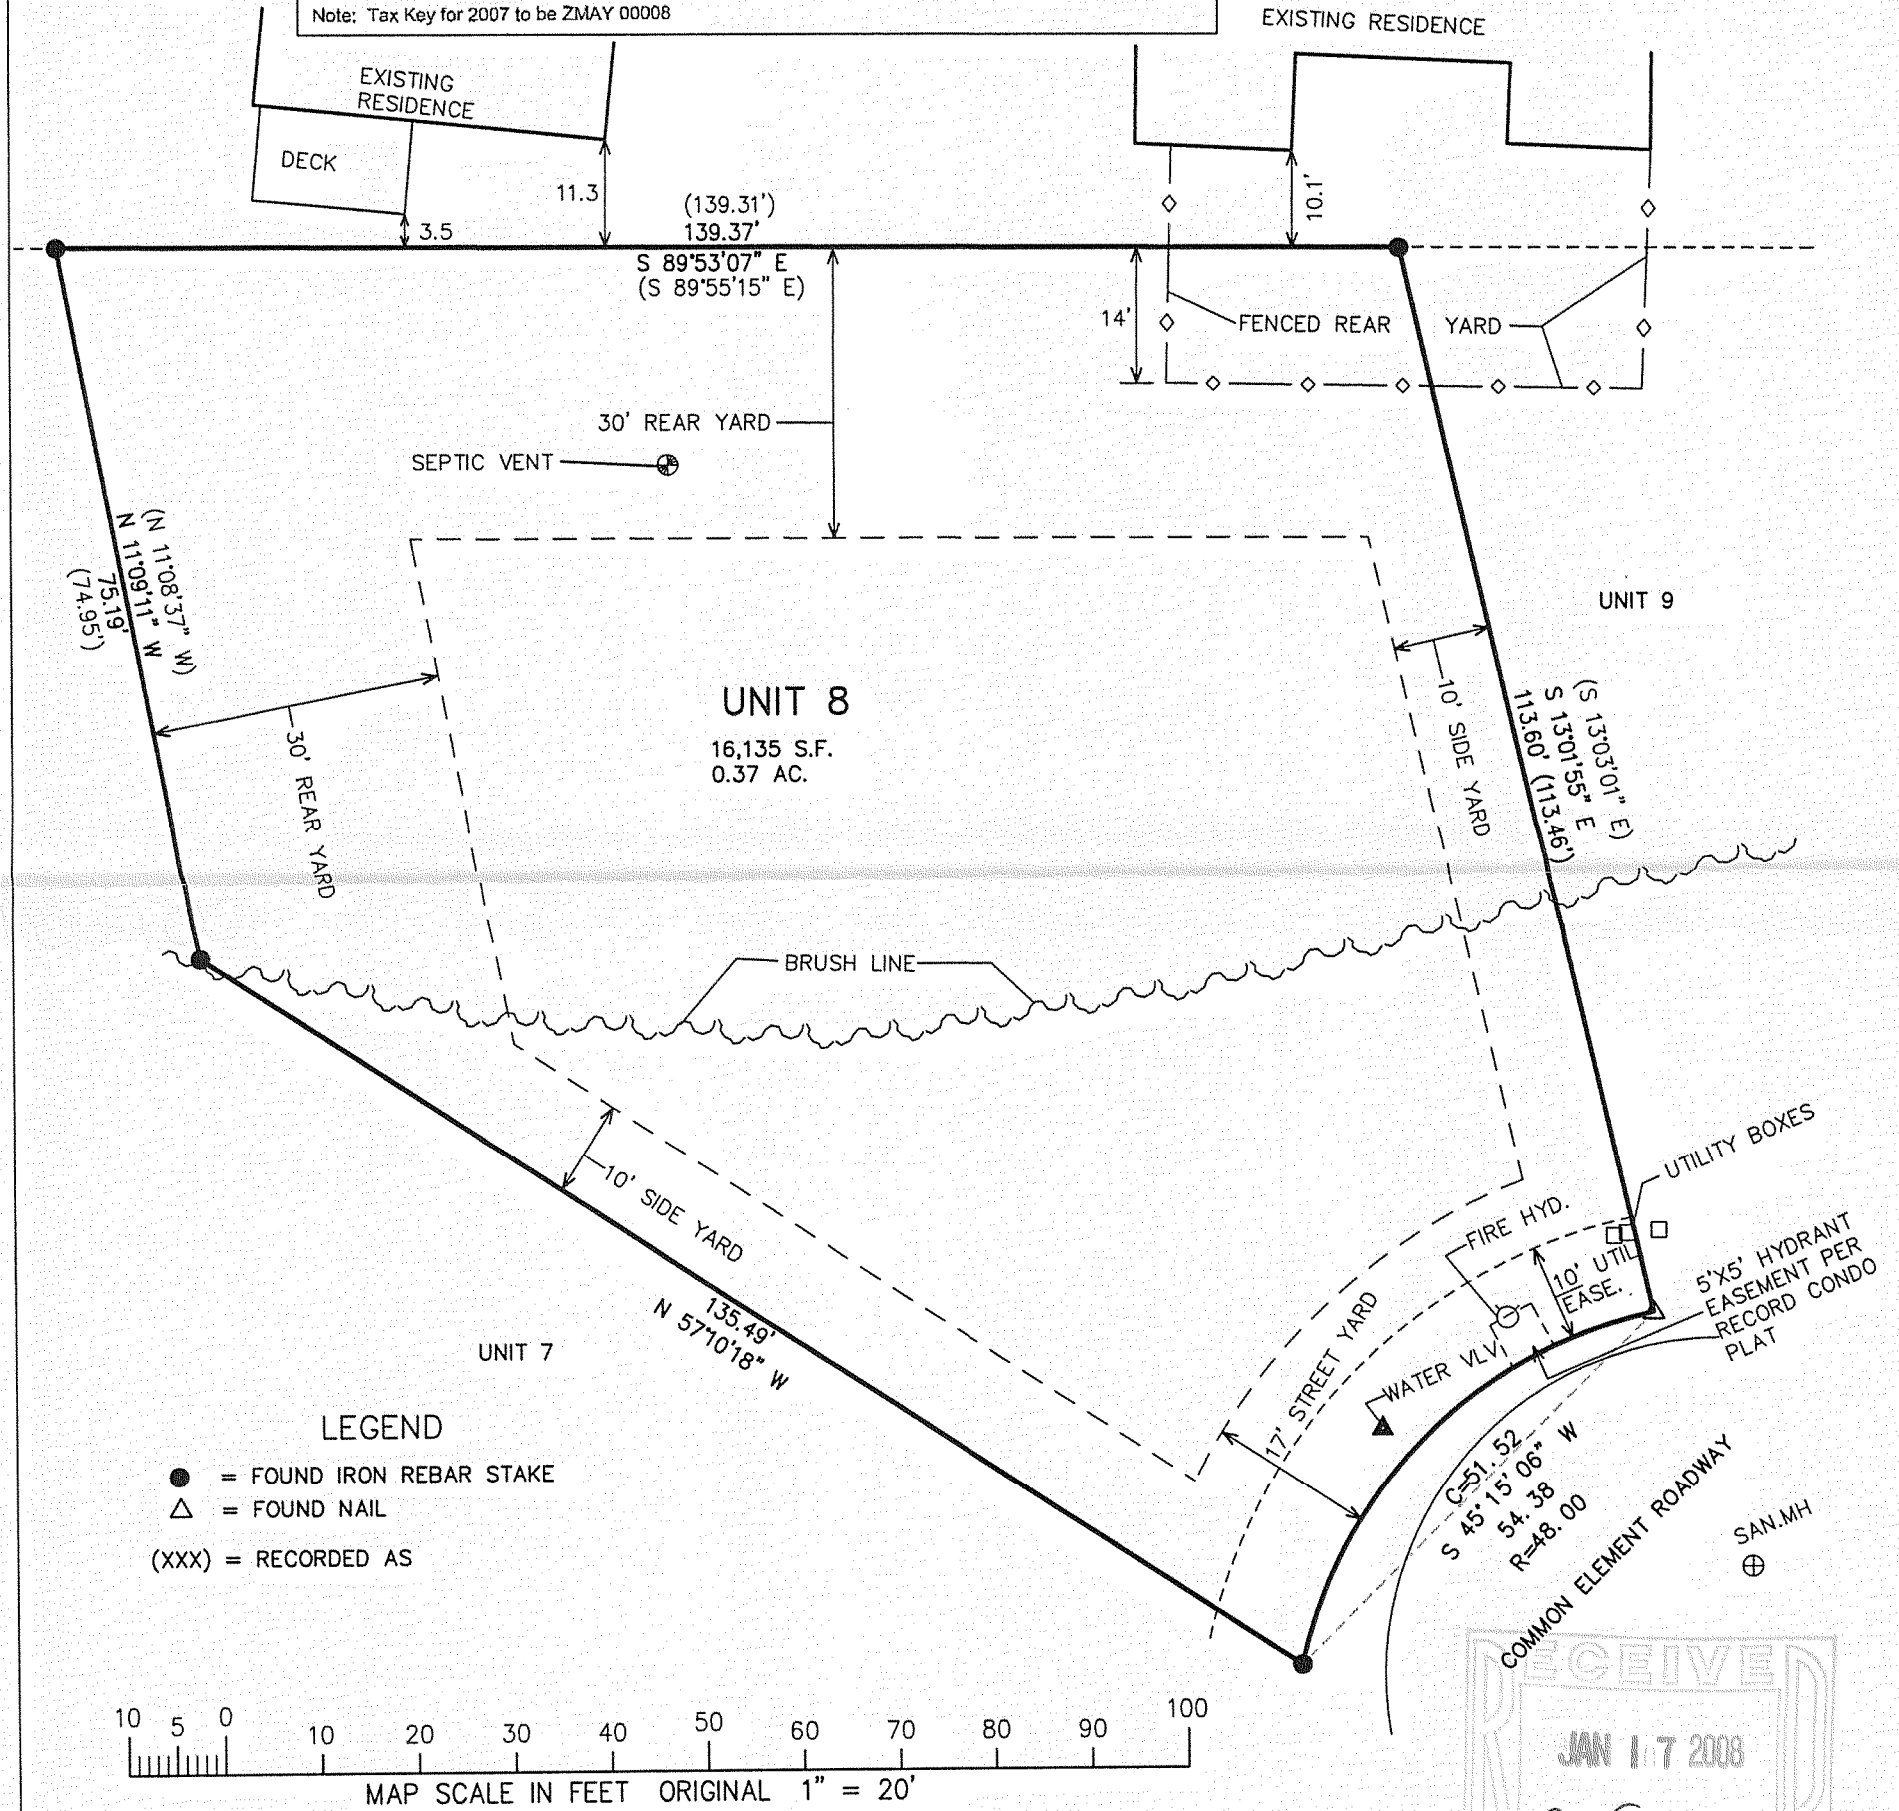 Note: Tax Key for 2007 to be ZMAY 00008
EXISTING RESIDENCE
EXISTING
RESIDENCE
DECK
11.3
3.5
(139.31')
139.37'
S 89°53'07" E
(S 89°55'15" E)
10.1'
14'
FENCED REAR YARD
30' REAR YARD
SEPTIC VENT
(N 11°08'37" W)
N 11°09'11" W
75.19'
(74.95')
30' REAR YARD
UNIT 8
16,135 S.F.
0.37 AC.
UNIT 9
10' SIDE YARD
(S 13°03'01" E)
S 13°01'55" E
113.60' (113.46')
BRUSH LINE
10' SIDE YARD
135.49'
N 57°10'18" W
UNIT 7
UTILITY BOXES
FIRE HYD.
10' UTIL
EASE.
5'X5' HYDRANT
EASEMENT PER
RECORD CONDO
PLAT
17' STREET YARD
WATER VLV
C=51.52
S 45°15'06" W
54.38
R=48.00
COMMON ELEMENT ROADWAY
SAN.MH
LEGEND
= FOUND IRON REBAR STAKE
= FOUND NAIL
(XXX) = RECORDED AS
10 5 0 10 20 30 40 50 60 70 80 90 100
MAP SCALE IN FEET ORIGINAL 1" = 20'
RECEIVED
JAN 17 2008